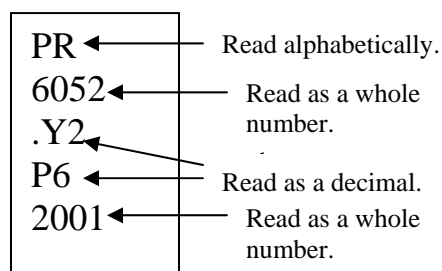 PR
6052
.Y2
P6
2001
Read alphabetically.
Read as a whole
number.
Read as a decimal.
Read as a whole
number.